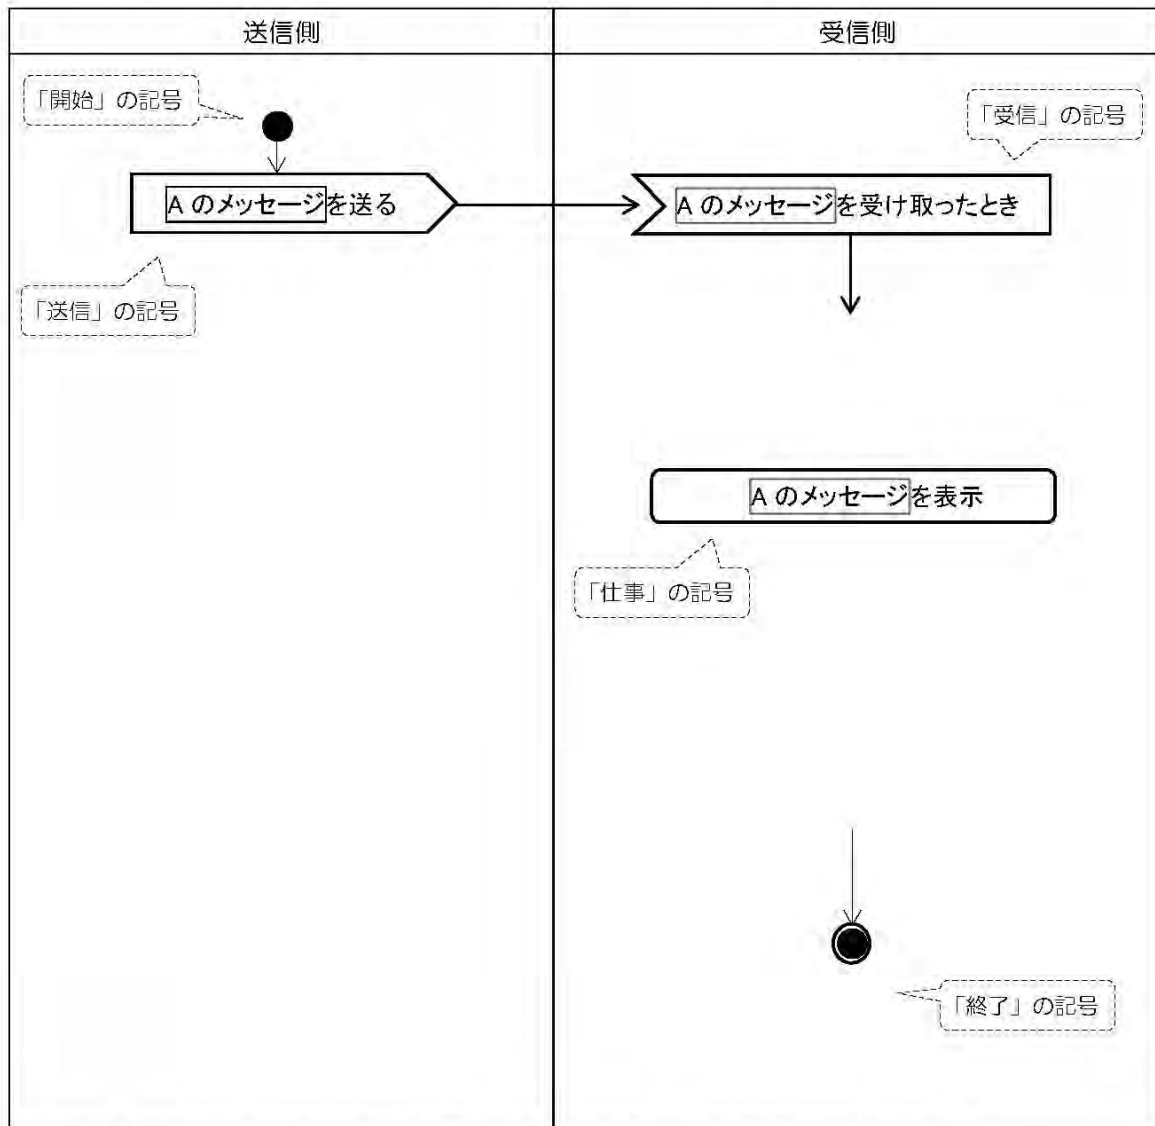 送信側
受信側
「開始」の記号
「受信」の記号
A のメッセージを送る
A のメッセージを受け取ったとき
「送信」の記号
A のメッセージを表示
「仕事」の記号
「終了」の記号